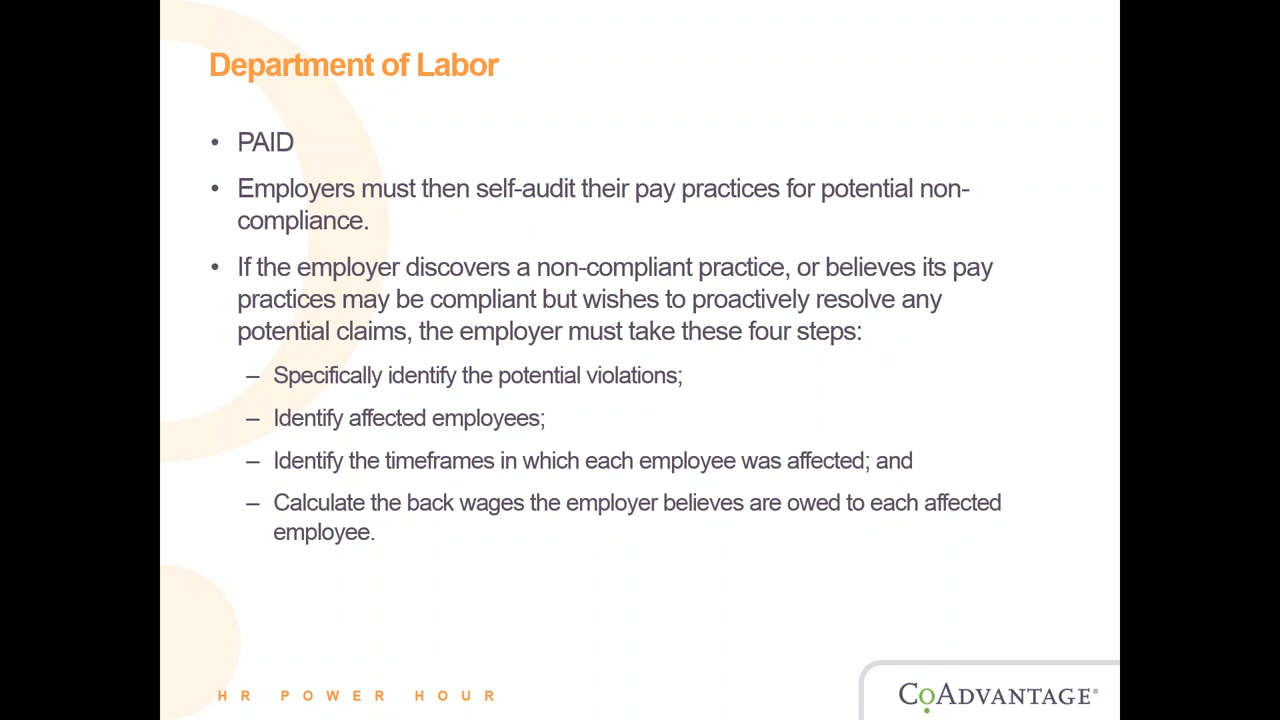 Department of Labor
• PAID
• Employers must then self-audit their pay practices for potential non-
compliance.
• If the employer discovers a non-compliant practice, or believes its pay
practices may be compliant but wishes to proactively resolve any
potential claims, the employer must take these four steps:
– Specifically identify the potential violations;
– Identify affected employees;
– Identify the timeframes in which each employee was affected; and
– Calculate the back wages the employer believes are owed to each affected
employee.
HR POWER HOUR
COADVANTAGE®